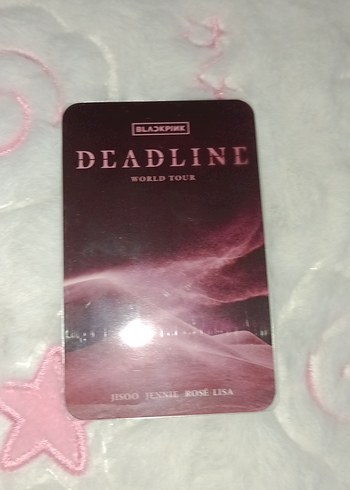 BLACKPINK
DEADLINE
WORLD TOUR
JISOO JENNIE ROSÉ LISA